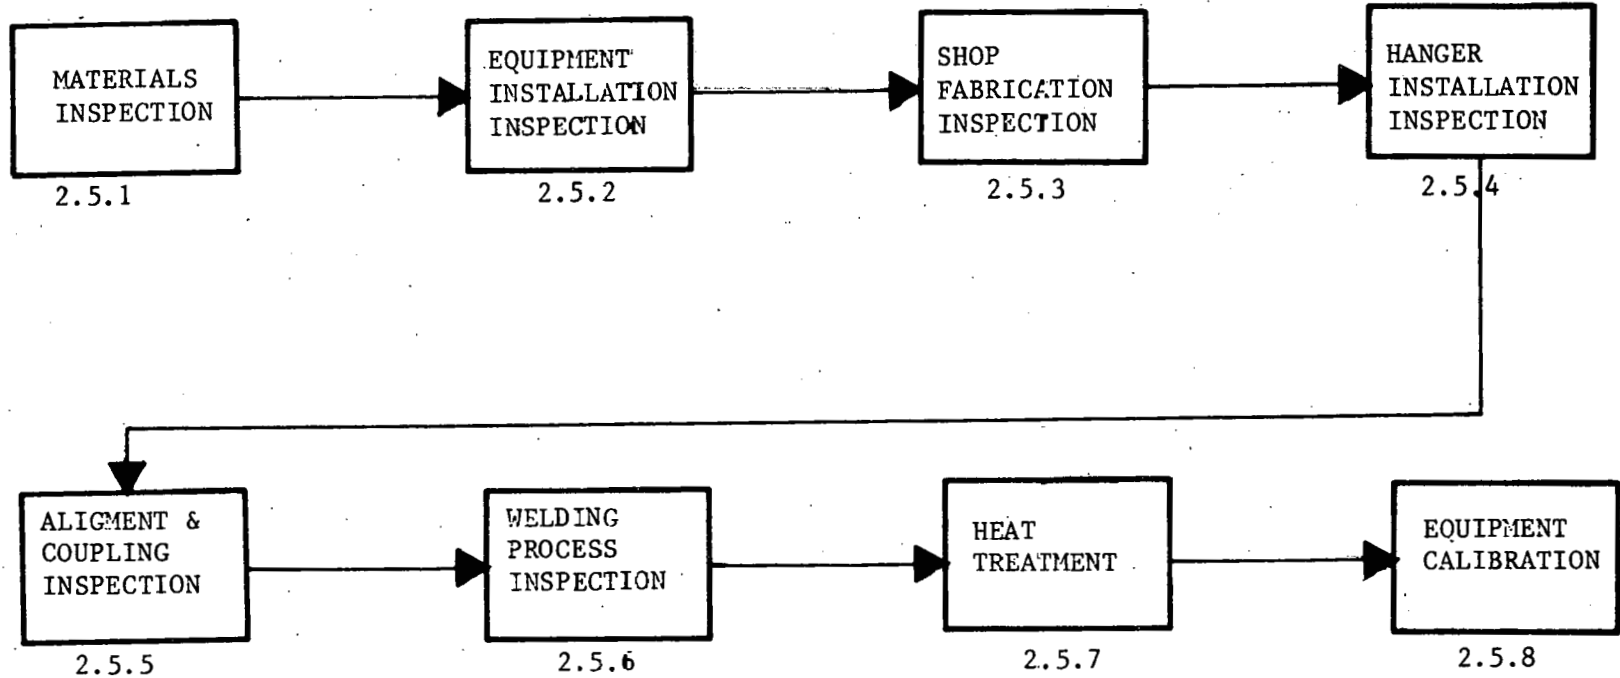 MATERIALS
INSPECTION
2.5.1
EQUIPMENT
INSTALLATION
INSPECTION
2.5.2
SHOP
FABRICATION
INSPECTION
2.5.3
HANGER
INSTALLATION
INSPECTION
2.5.4
ALIGMENT &
COUPLING
INSPECTION
2.5.5
WELDING
PROCESS
INSPECTION
2.5.6
HEAT
TREATMENT
2.5.7
EQUIPMENT
CALIBRATION
2.5.8